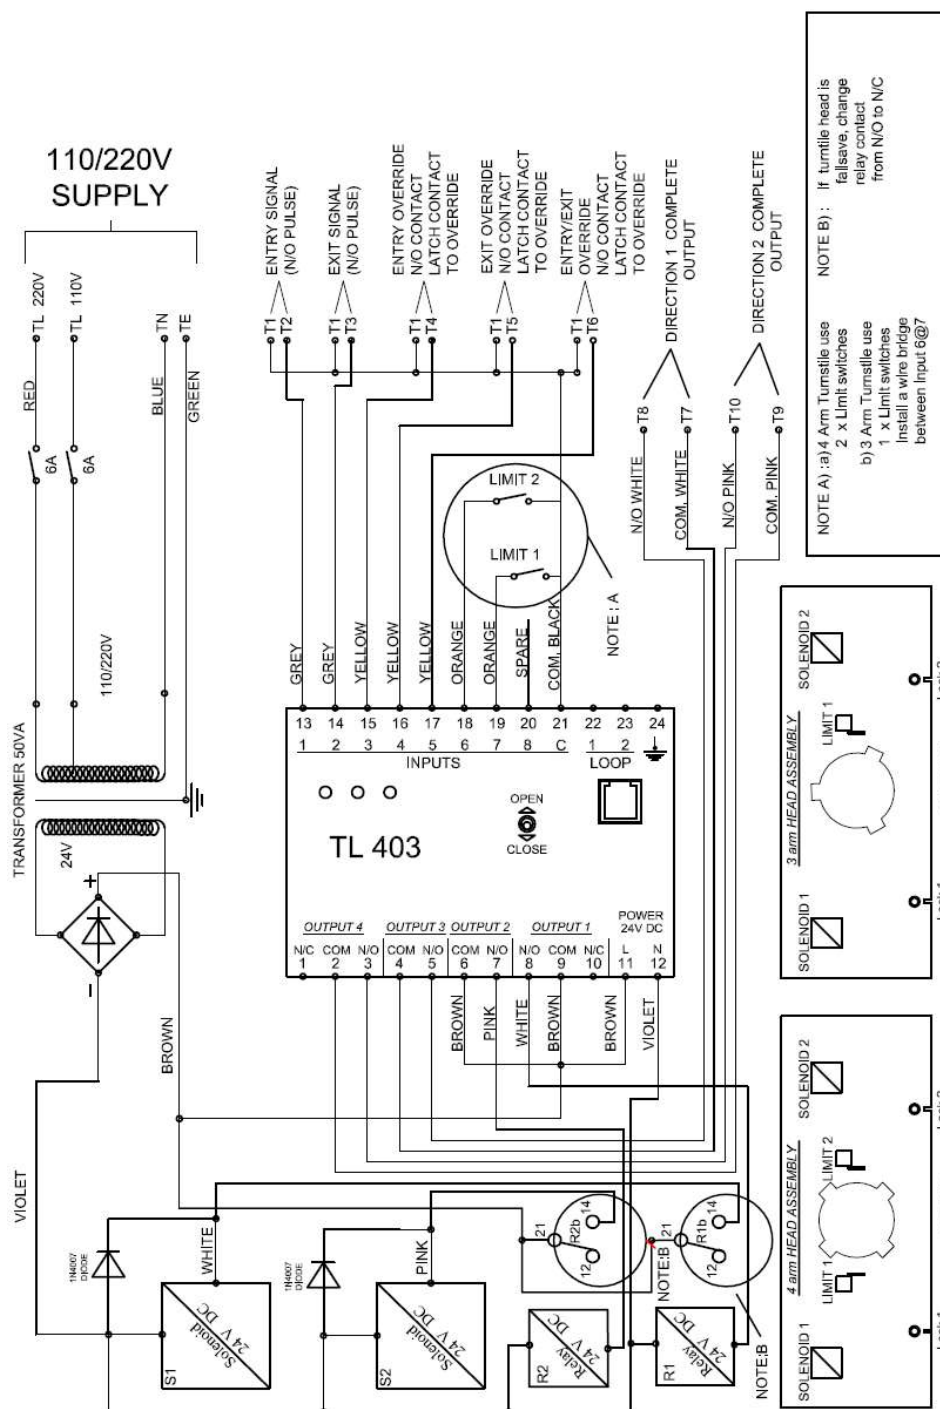 110/220V
SUPPLY
TL 220V
TL 110V
TN
TE
RED
BLUE
GREEN
6A
6A
110/220V
TRANSFORMER 50VA
24V
+
-
BROWN
VIOLET
ENTRY SIGNAL
(N/O PULSE)
T1
T2
EXIT SIGNAL
(N/O PULSE)
T1
T3
ENTRY OVERRIDE
N/O CONTACT
LATCH CONTACT
TO OVERRIDE
T1
T4
EXIT OVERRIDE
N/O CONTACT
LATCH CONTACT
TO OVERRIDE
T1
T5
ENTRY/EXIT
OVERRIDE
N/O CONTACT
LATCH CONTACT
TO OVERRIDE
T1
T6
DIRECTION 1 COMPLETE
OUTPUT
T8
T7
DIRECTION 2 COMPLETE
OUTPUT
T10
T9
N/O WHITE
COM, WHITE
N/O PINK
COM, PINK
LIMIT 2
LIMIT 1
NOTE : A
GREY
GREY
YELLOW
YELLOW
YELLOW
ORANGE
ORANGE
SPARE
COM, BLACK
13 14 15 16 17 18 19 20 21 22 23 24
1 2 3 4 5 6 7 8 C 1 2
INPUTS
LOOP
TL 403
OPEN
CLOSE
OUTPUT 4
OUTPUT 3
OUTPUT 2
OUTPUT 1
POWER
24V DC
N/C COM N/O COM N/O COM N/O N/O COM N/C L N
1 2 3 4 5 6 7 8 9 10 11 12
BROWN
PINK
WHITE
BROWN
BROWN
VIOLET
1N4007
DIODE
WHITE
S1
Solenoid
24 V DC
1N4007
DIODE
PINK
S2
Solenoid
24 V DC
21
R2b
14
12
21
R1b
14
12
NOTE:B
NOTE:B
R2
Relay
24 V DC
R1
Relay
24 V DC
NOTE A) :a) 4 Arm Turnstile use
2 x Limit switches
b) 3 Arm Turnstile use
1 x Limit switches
Install a wire bridge
between Input 6@7
NOTE B) : If turntile head is
failsave, change
relay contact
from N/O to N/C
3 arm HEAD ASSEMBLY
SOLENOID 1
SOLENOID 2
LIMIT 1
4 arm HEAD ASSEMBLY
SOLENOID 1
SOLENOID 2
LIMIT 1
LIMIT 2